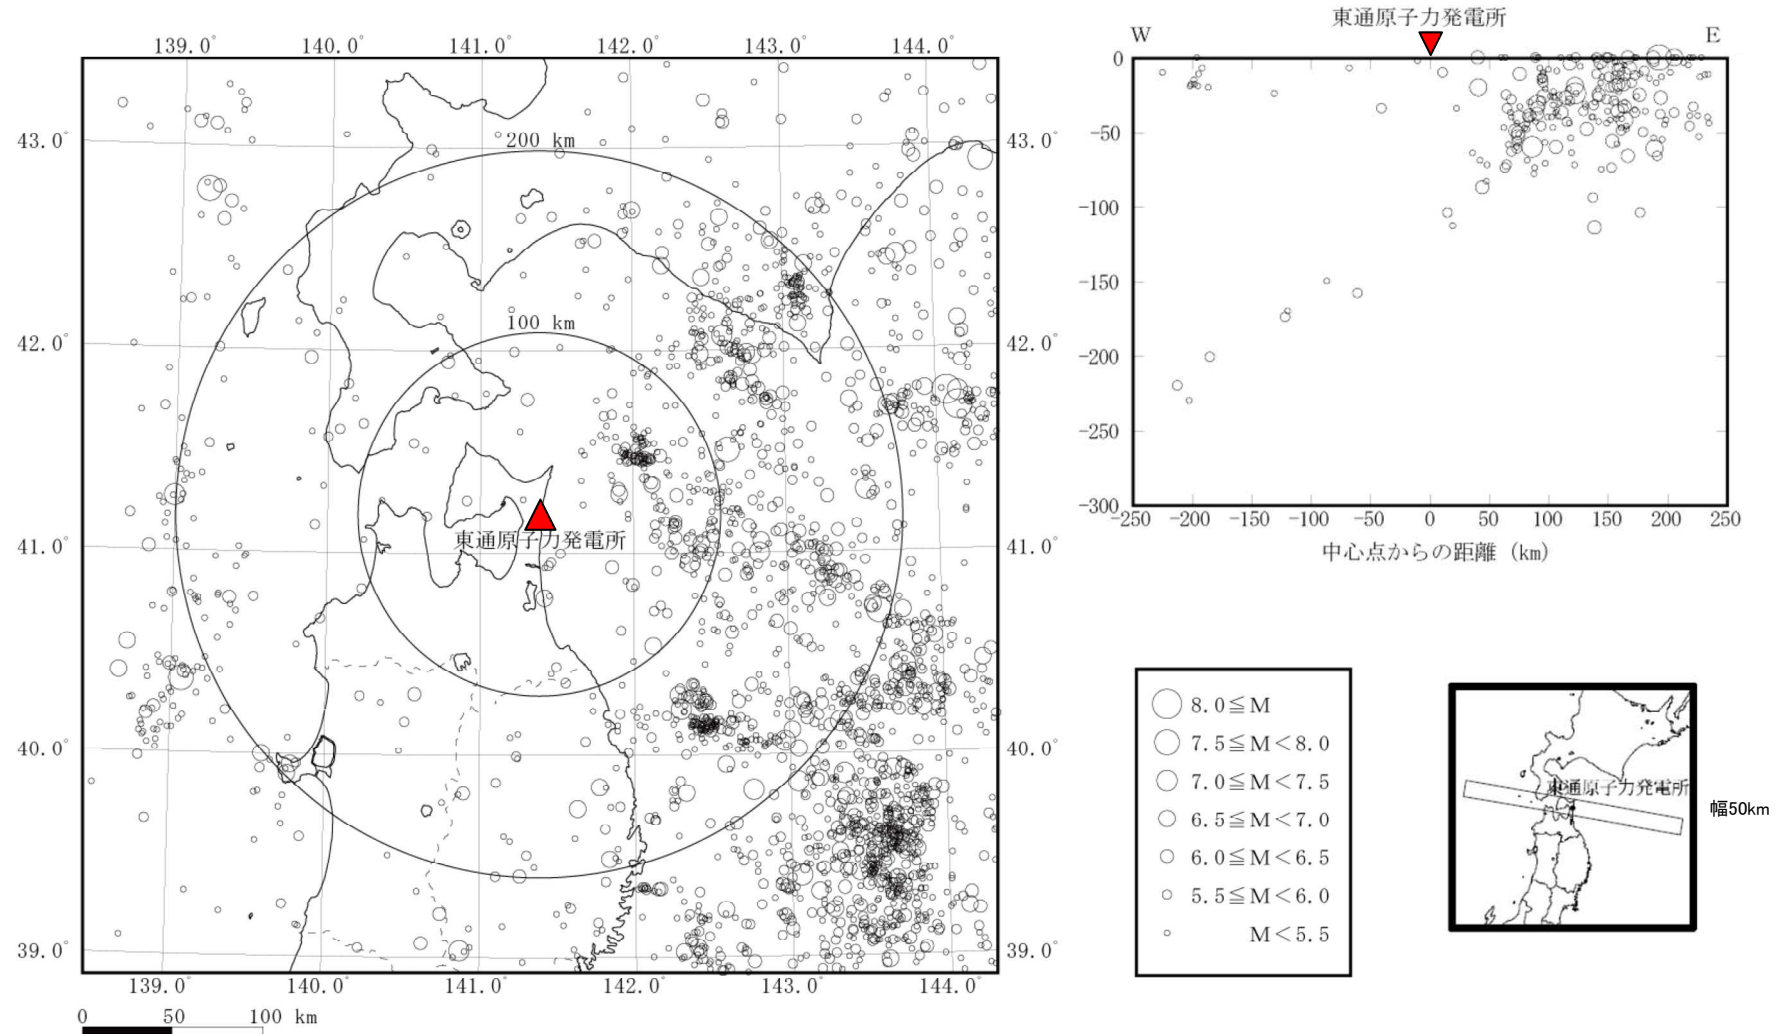 139.0°
140.0°
141.0°
142.0°
143.0°
144.0°
43.0°
42.0°
41.0°
40.0°
39.0°
200 km
100 km
東通原子力発電所
43.0°
42.0°
41.0°
40.0°
39.0°
139.0°
140.0°
141.0°
142.0°
143.0°
144.0°
0 50 100 km
東通原子力発電所
W E
0
-50
-100
-150
-200
-250
-300
-250 -200 -150 -100 -50 0 50 100 150 200 250
中心点からの距離 (km)
8.0≦M
7.5≦M<8.0
7.0≦M<7.5
6.5≦M<7.0
6.0≦M<6.5
5.5≦M<6.0
M<5.5
東通原子力発電所
幅50km